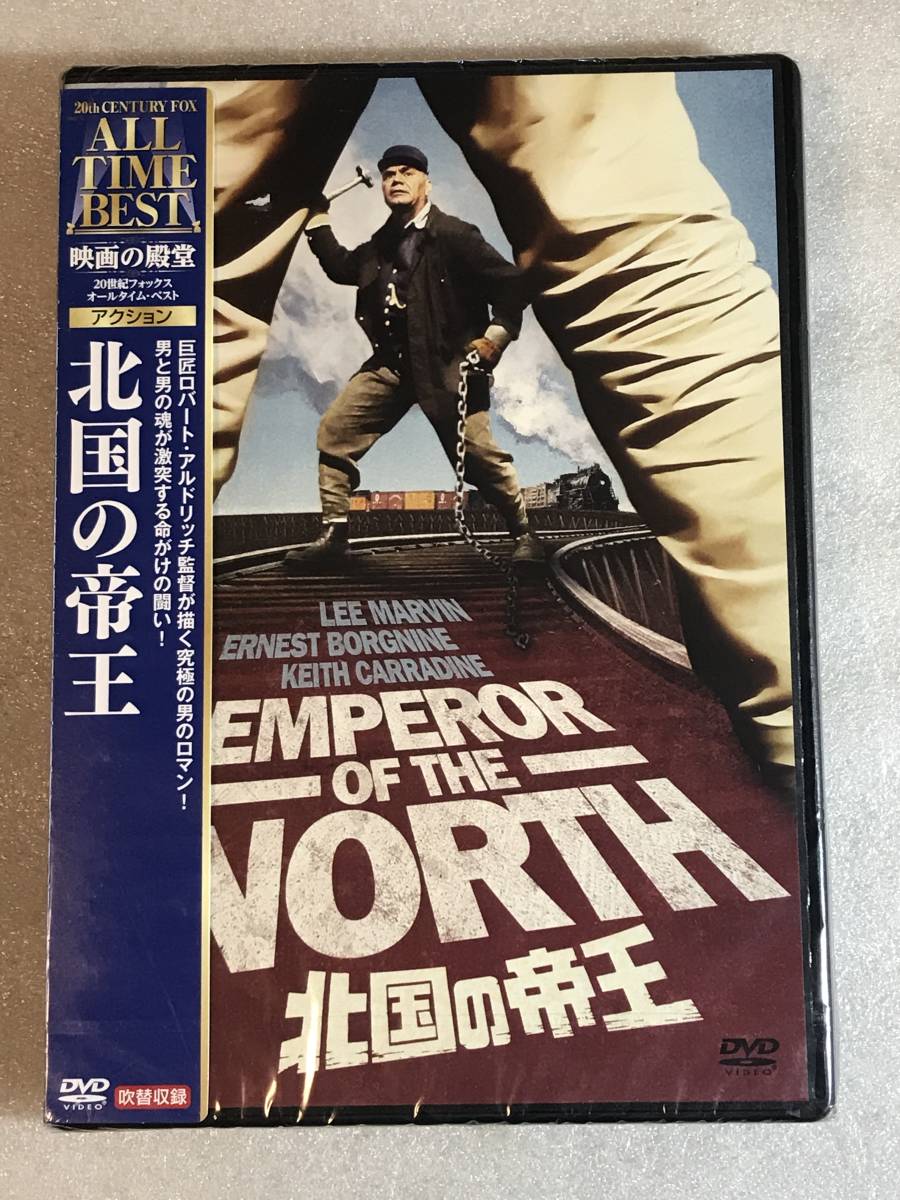 20th CENTURY FOX
ALL
TIME
BEST
映画の殿堂
20世紀フォックス
オールタイム・ベスト
アクション
巨匠ロバート・アルドリッチ監督が描く究極の男のロマン！
男と男の魂が激突する命がけの闘い！
北国の帝王
DVD
VIDEO
吹替収録
LEE MARVIN
ERNEST BORGNINE
KEITH CARRADINE
EMPEROR
OF THE
NORTH
北国の帝王
DVD
VIDEO